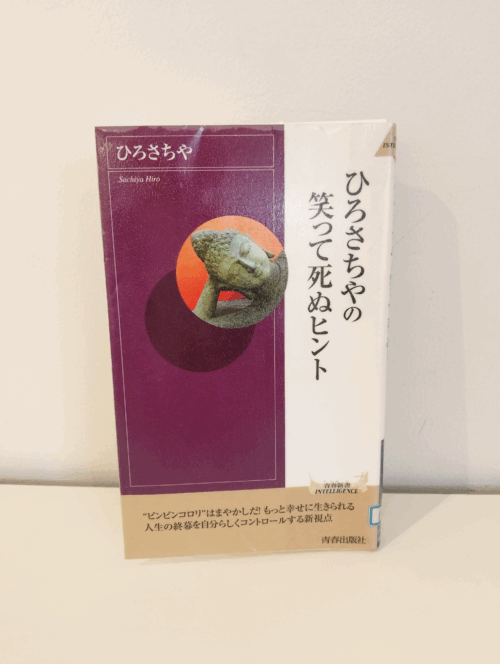 ひろさちや
Sachiya Hiro
ひろさちやの
笑って死ぬヒント
青春新書
INTELLIGENCE
“ピンピンコロリ”はまやかしだ!もっと幸せに生きられる
人生の終幕を自分らしくコントロールする新視点
青春出版社